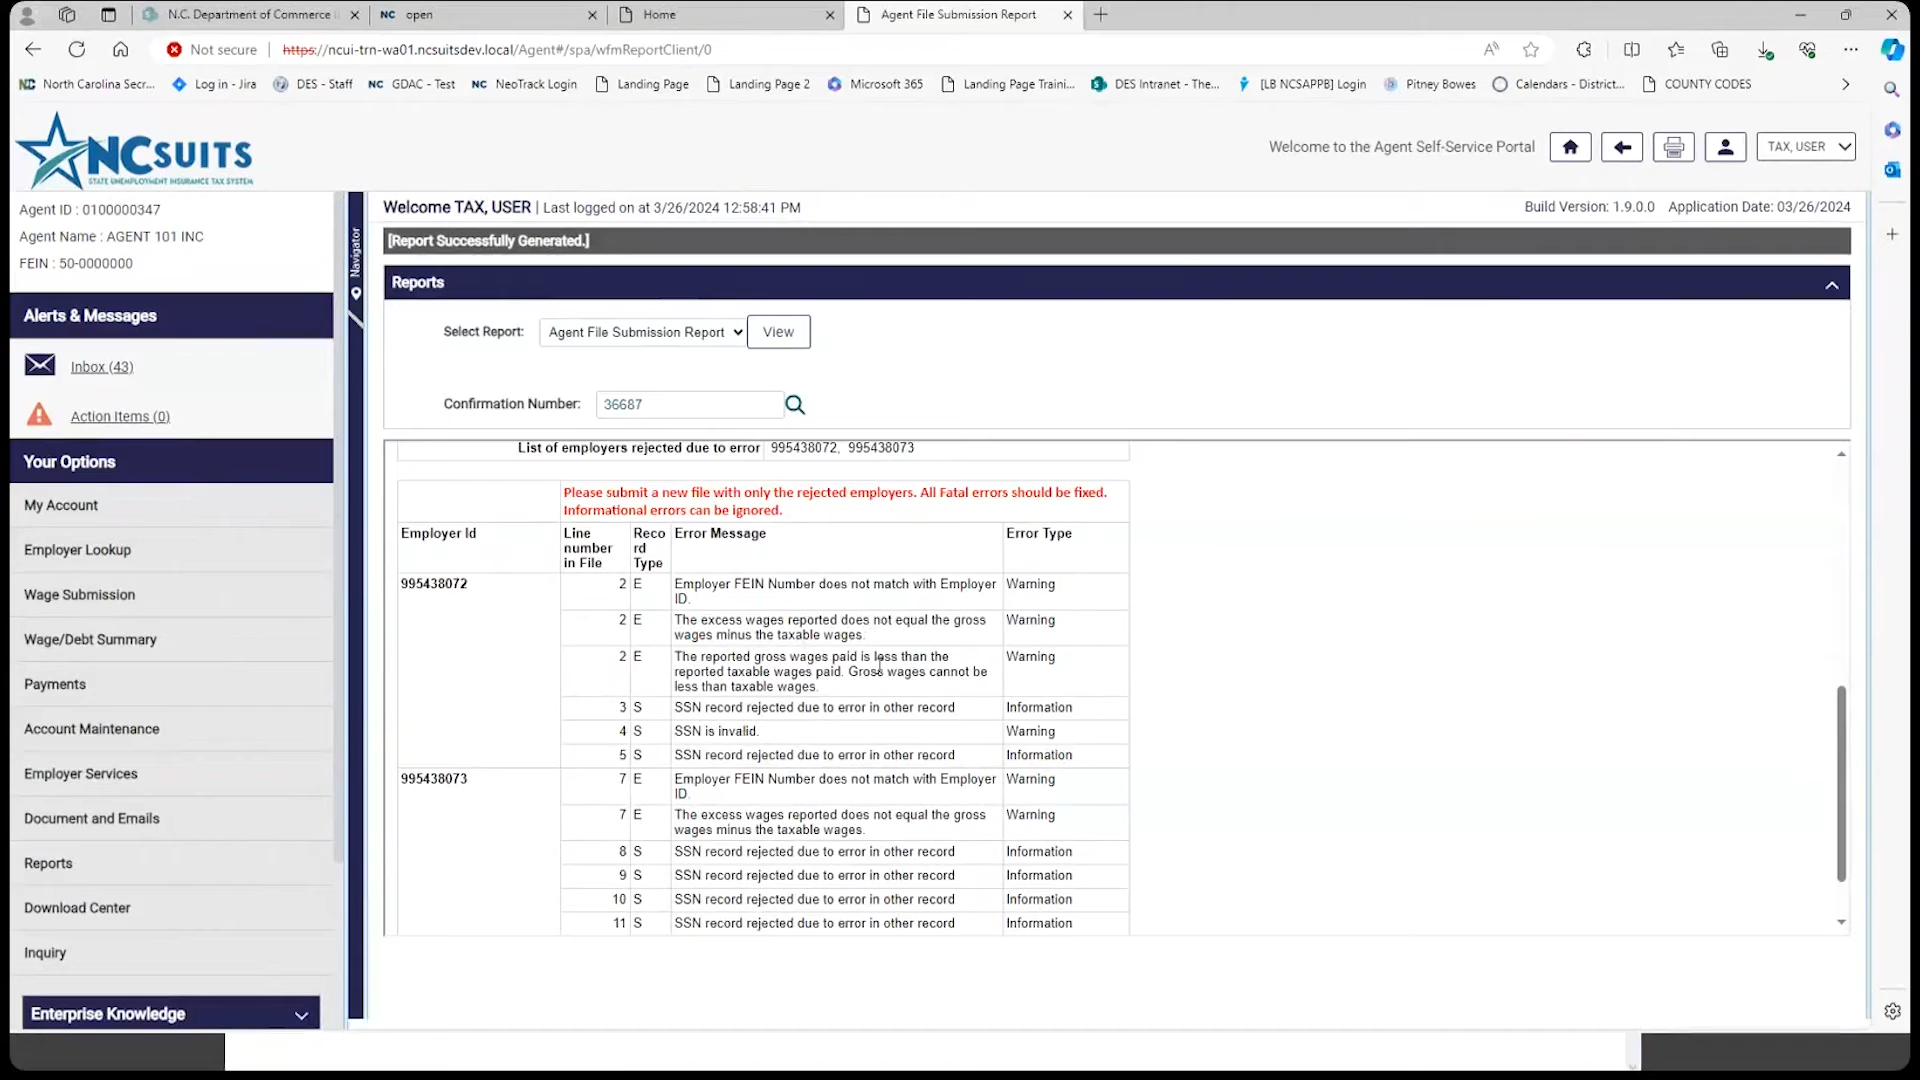 N.C. Department of Commerce
open
Home
Agent File Submission Report
Not secure
https://ncui-trn-wa01.ncsuitsdev.local/Agent#/spa/wfmReportClient/0
North Carolina Secr...
Log in - Jira
DES - Staff
NC GDAC - Test
NC NeoTrack Login
Landing Page
Landing Page 2
Microsoft 365
Landing Page Traini...
DES Intranet - The...
[LB NCSAPPB] Login
Pitney Bowes
Calendars - District...
COUNTY CODES
NCSUITS
STATE UNEMPLOYMENT INSURANCE TAX SYSTEM
Welcome to the Agent Self-Service Portal
TAX, USER
Agent ID : 0100000347
Agent Name : AGENT 101 INC
FEIN : 50-0000000
Alerts & Messages
Inbox (43)
Action Items (0)
Your Options
My Account
Employer Lookup
Wage Submission
Wage/Debt Summary
Payments
Account Maintenance
Employer Services
Document and Emails
Reports
Download Center
Inquiry
Enterprise Knowledge
Navigator
Welcome TAX, USER | Last logged on at 3/26/2024 12:58:41 PM
Build Version: 1.9.0.0 Application Date: 03/26/2024
[Report Successfully Generated.]
Reports
Select Report: Agent File Submission Report View
Confirmation Number: 36687
List of employers rejected due to error 995438072, 995438073
Please submit a new file with only the rejected employers. All Fatal errors should be fixed.
Informational errors can be ignored.
Employer Id
Line
number
in File
Reco
rd
Type
Error Message
Error Type
995438072 2 E Employer FEIN Number does not match with Employer Warning
ID.
2 E The excess wages reported does not equal the gross Warning
wages minus the taxable wages.
2 E The reported gross wages paid is less than the Warning
reported taxable wages paid. Gross wages cannot be
less than taxable wages.
3 S SSN record rejected due to error in other record Information
4 S SSN is invalid. Warning
5 S SSN record rejected due to error in other record Information
995438073 7 E Employer FEIN Number does not match with Employer Warning
ID.
7 E The excess wages reported does not equal the gross Warning
wages minus the taxable wages.
8 S SSN record rejected due to error in other record Information
9 S SSN record rejected due to error in other record Information
10 S SSN record rejected due to error in other record Information
11 S SSN record rejected due to error in other record Information